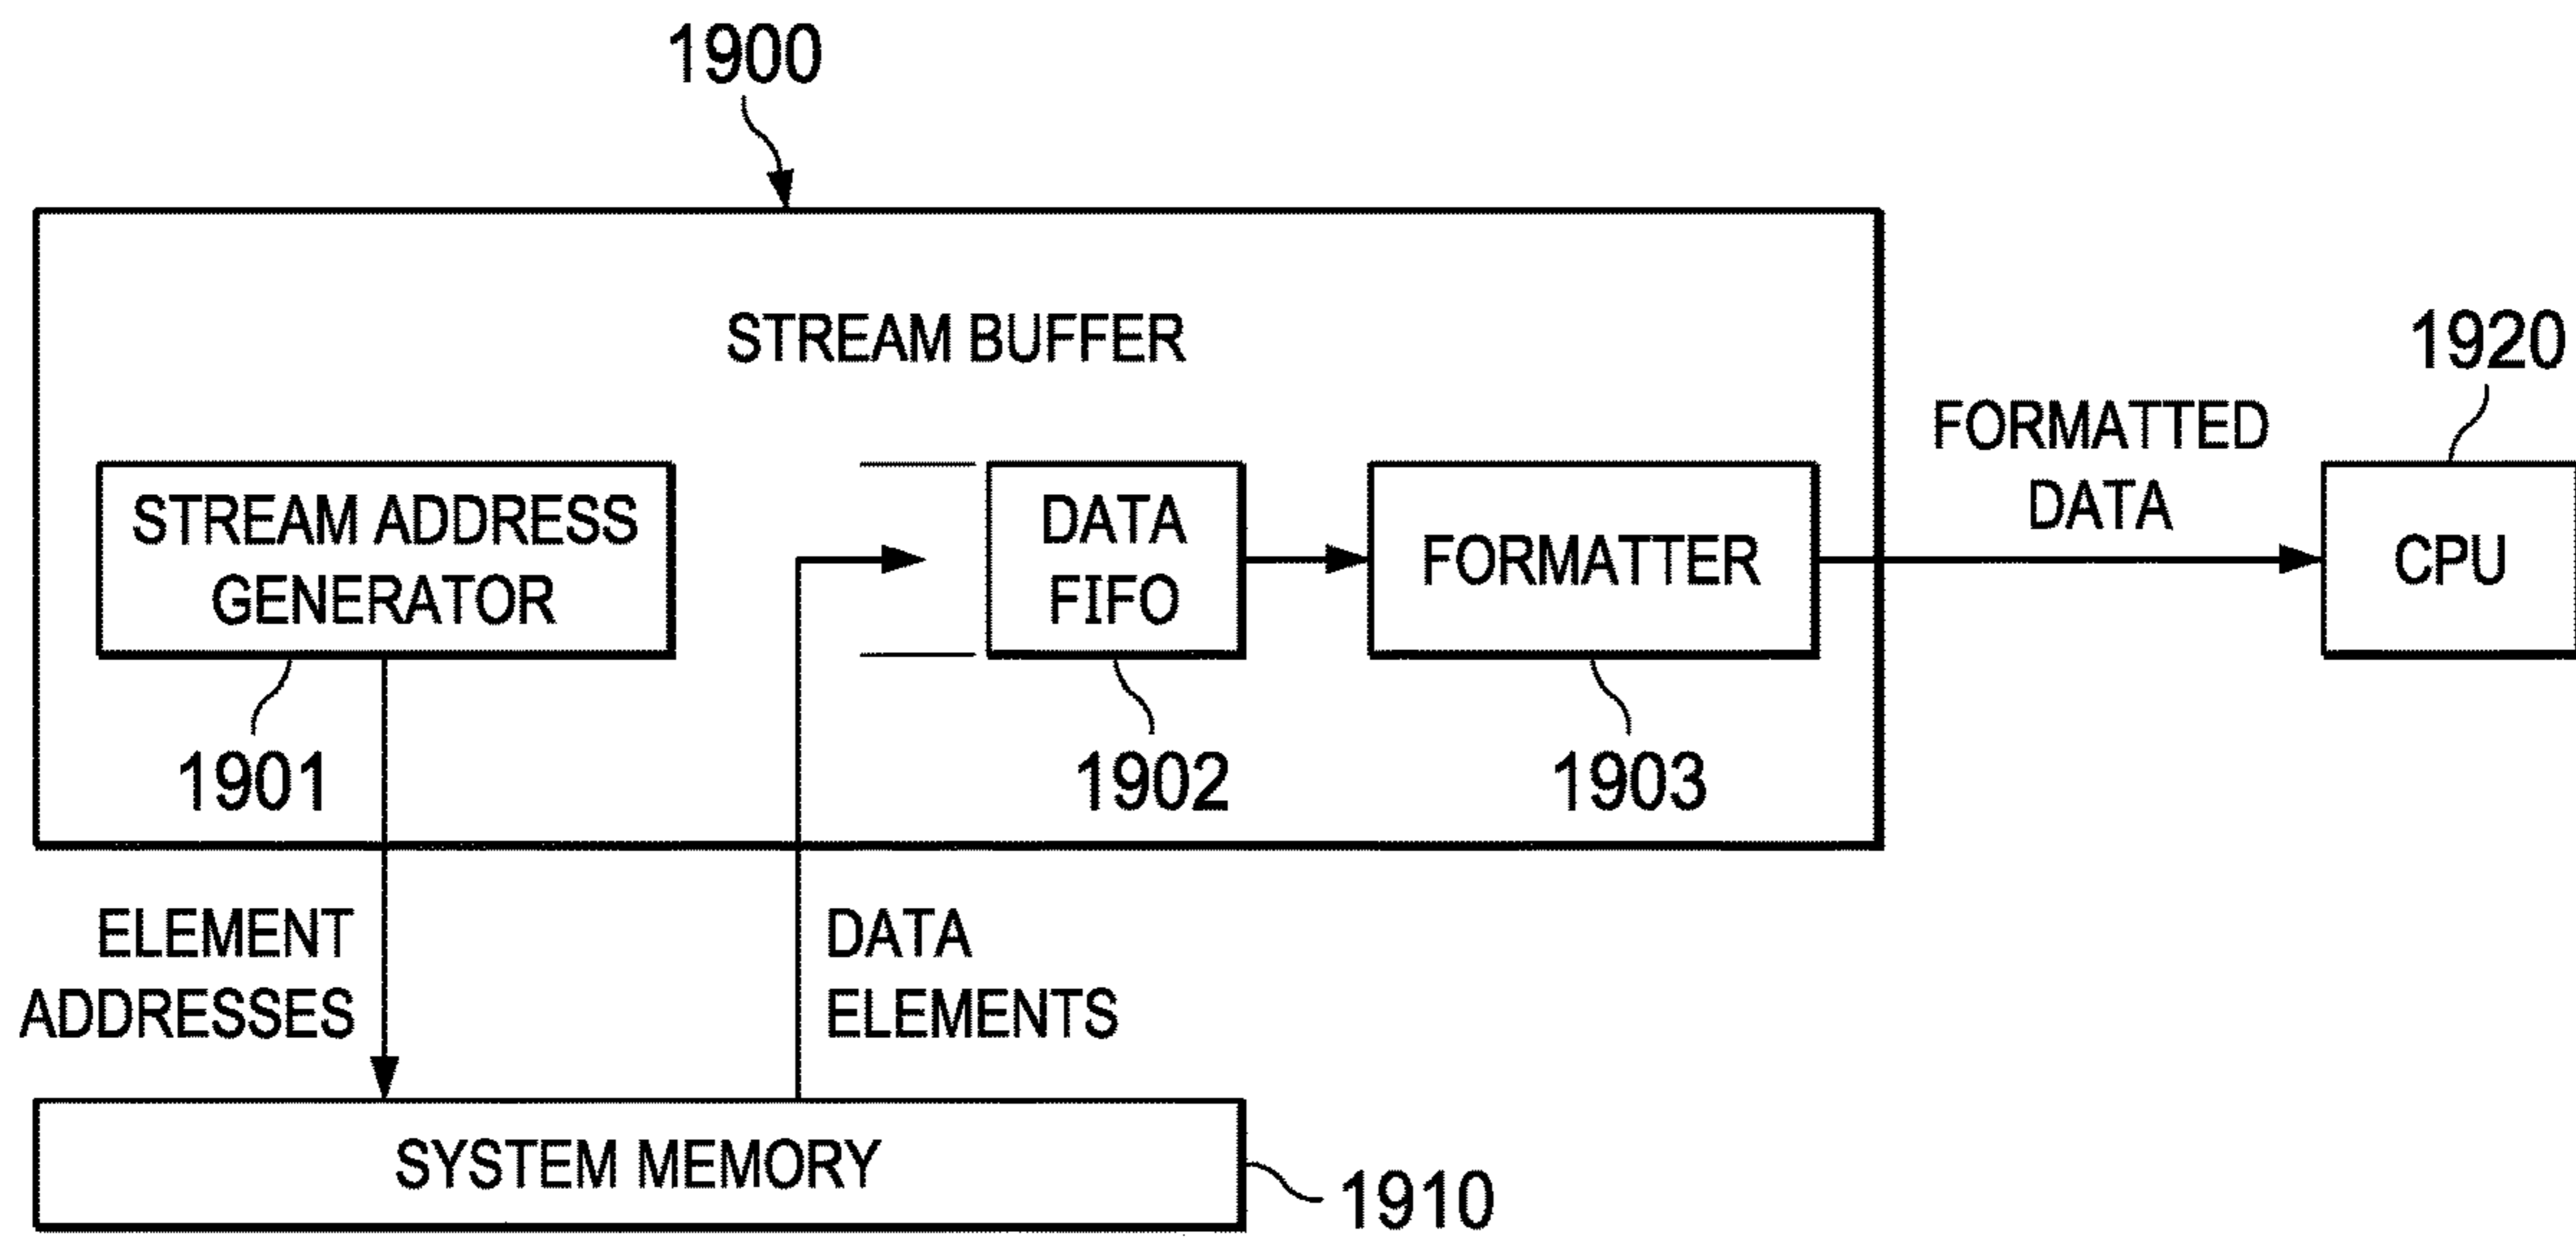 1900
STREAM BUFFER
1920
FORMATTED
DATA
STREAM ADDRESS
GENERATOR
DATA
FIFO
FORMATTER
CPU
1901
1902
1903
ELEMENT
ADDRESSES
DATA
ELEMENTS
SYSTEM MEMORY
1910